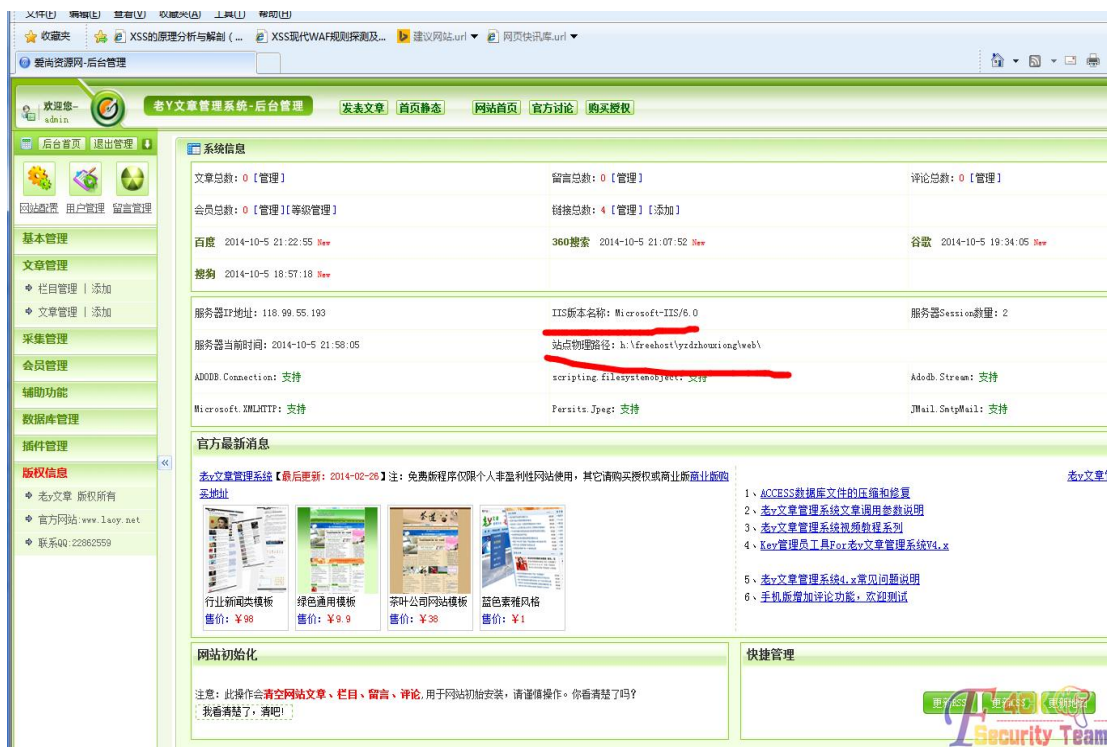 文件(F) 编辑(E) 查看(V) 收藏夹(A) 工具(T) 帮助(H)
收藏夹 XSS的原理分析与解剖 ( ... XSS现代WAF规则探测及... 建议网站.url 网页快讯库.url
爱尚资源网-后台管理
欢迎您-
admin
老Y文章管理系统-后台管理 发表文章 首页静态 网站首页 官方讨论 购买授权
后台首页 退出管理
网站配置 用户管理 留言管理
基本管理
文章管理
栏目管理 | 添加
文章管理 | 添加
采集管理
会员管理
辅助功能
数据库管理
插件管理
版权信息
老y文章 版权所有
官方网站:www.laoy.net
联系QQ:22862559
系统信息
文章总数: 0 [管理] 留言总数: 0 [管理] 评论总数: 0 [管理]
会员总数: 0 [管理][等级管理] 链接总数: 4 [管理] [添加]
百度 2014-10-5 21:22:55 New 360搜索 2014-10-5 21:07:52 New 谷歌 2014-10-5 19:34:05 New
搜狗 2014-10-5 18:57:18 New
服务器IP地址: 118.99.55.193 IIS版本名称: Microsoft-IIS/6.0 服务器Session数量: 2
服务器当前时间: 2014-10-5 21:58:05 站点物理路径: h:\freehost\yzdzhouxiong\web\
ADODB.Connection: 支持 scripting.filesystemobject: 支持 Adodb.Stream: 支持
Microsoft.XMLHTTP: 支持 Persits.Jpeg: 支持 JMail.SmtpMail: 支持
官方最新消息
老y文章管理系统【最后更新: 2014-02-26】注: 免费版程序仅限个人非盈利性网站使用, 其它请购买授权或商业版商业版购
买地址
行业新闻类模板 绿色通用模板 茶叶公司网站模板 蓝色素雅风格
售价: ¥98 售价: ¥9.9 售价: ¥38 售价: ¥1
老y文章
1、ACCESS数据库文件的压缩和修复
2、老y文章管理系统文章调用参数说明
3、老y文章管理系统视频教程系列
4、Key管理员工具For老y文章管理系统V4.x
5、老y文章管理系统4.x常见问题说明
6、手机版增加评论功能, 欢迎测试
网站初始化
注意: 此操作会清空网站文章、栏目、留言、评论,用于网站初始安装, 请谨慎操作。你看清楚了吗?
我看清楚了, 清吧!
快捷管理
更新RSS
Security Team